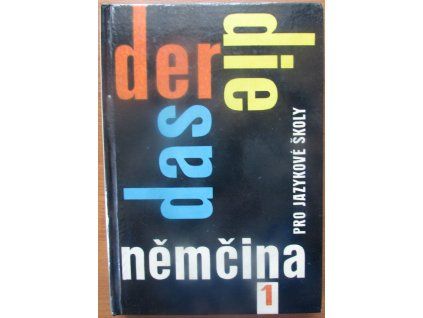 der
die
das
PRO JAZYKOVÉ ŠKOLY
němčina
1